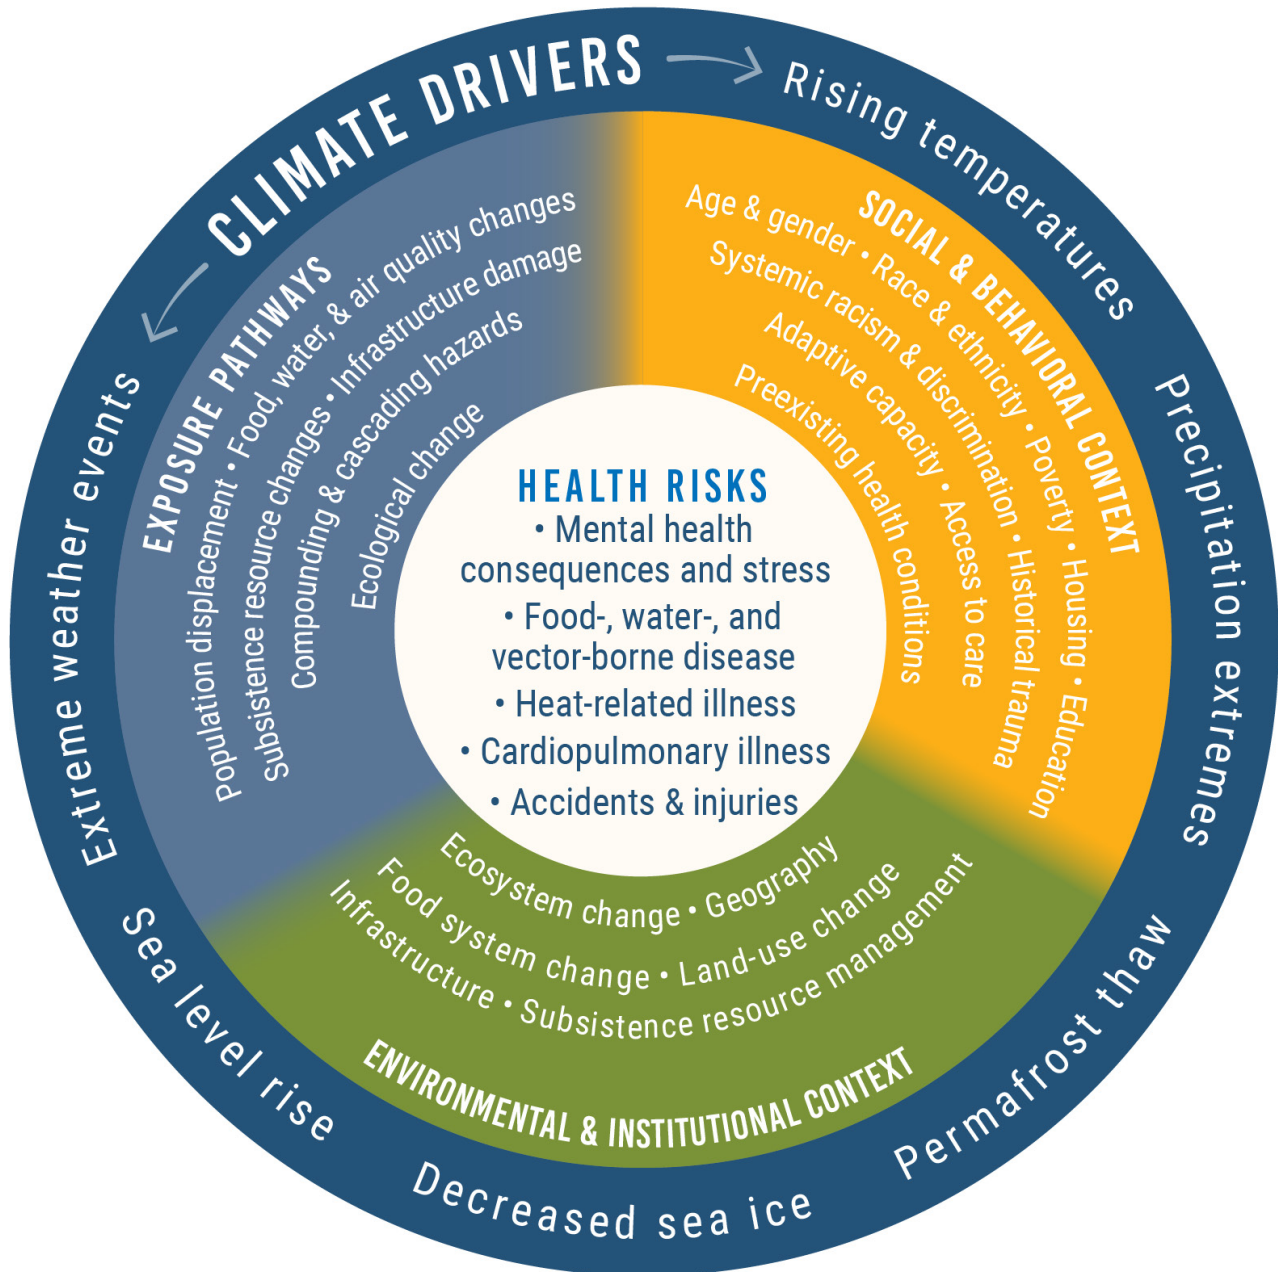 CLIMATE DRIVERS
Rising temperatures
Precipitation extremes
Permafrost thaw
Decreased sea ice
Sea level rise
Extreme weather events
EXPOSURE PATHWAYS
Population displacement • Food, water, & air quality changes
Subsistence resource changes • Infrastructure damage
Compounding & cascading hazards
Ecological change
SOCIAL & BEHAVIORAL CONTEXT
Age & gender • Race & ethnicity • Poverty • Housing • Education
Systemic racism & discrimination • Historical trauma
Adaptive capacity • Access to care
Preexisting health conditions
HEALTH RISKS
• Mental health
consequences and stress
• Food-, water-, and
vector-borne disease
• Heat-related illness
• Cardiopulmonary illness
• Accidents & injuries
Ecosystem change • Geography
Food system change • Land-use change
Infrastructure • Subsistence resource management
ENVIRONMENTAL & INSTITUTIONAL CONTEXT